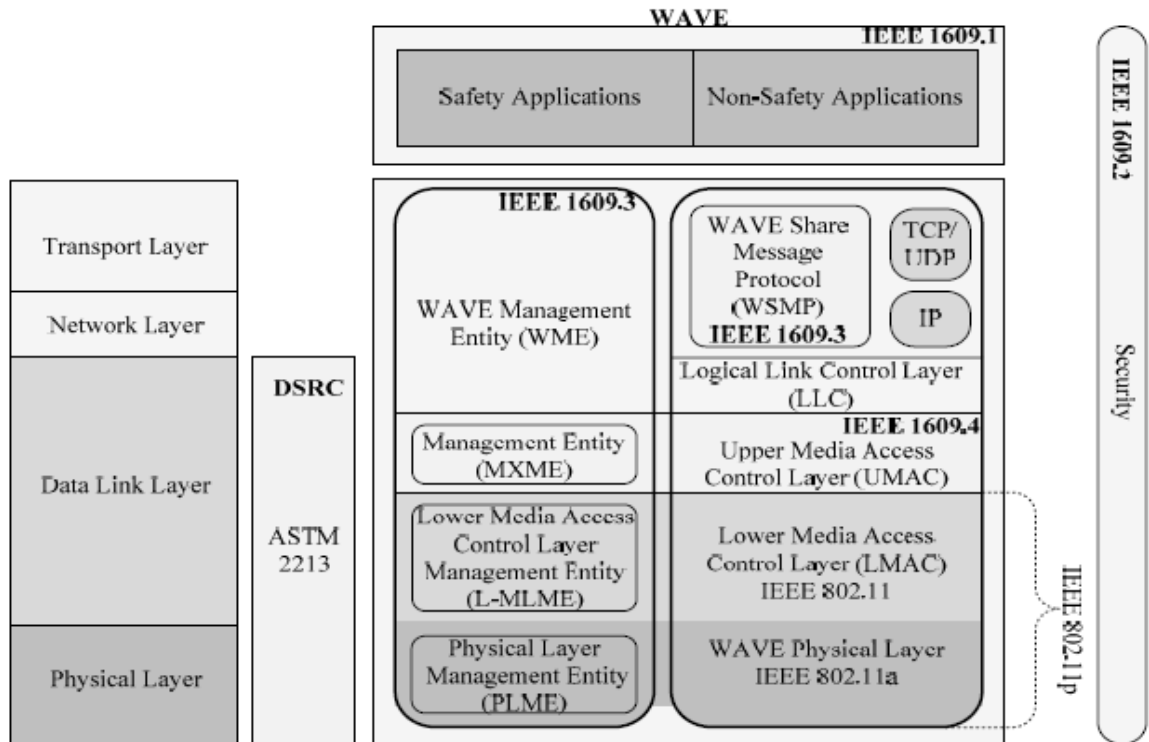 WAVE
IEEE 1609.1
Safety Applications
Non-Safety Applications
IEEE 1609.2
Security
Transport Layer
Network Layer
Data Link Layer
Physical Layer
DSRC
ASTM
2213
IEEE 1609.3
WAVE Management
Entity (WME)
Management Entity
(MXME)
Lower Media Access
Control Layer
Management Entity
(L-MLME)
Physical Layer
Management Entity
(PLME)
WAVE Share
Message
Protocol
(WSMP)
IEEE 1609.3
TCP/
UDP
IP
Logical Link Control Layer
(LLC)
IEEE 1609.4
Upper Media Access
Control Layer (UMAC)
Lower Media Access
Control Layer (LMAC)
IEEE 802.11
WAVE Physical Layer
IEEE 802.11a
IEEE 802.11p